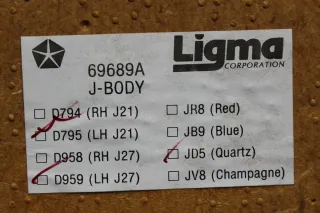 Ligma
CORPORATION
69689A
J-BODY
D794 (RH J21)
D795 (LH J21)
D958 (RH J27)
D959 (LH J27)
JR8 (Red)
JB9 (Blue)
JD5 (Quartz)
JV8 (Champagne)